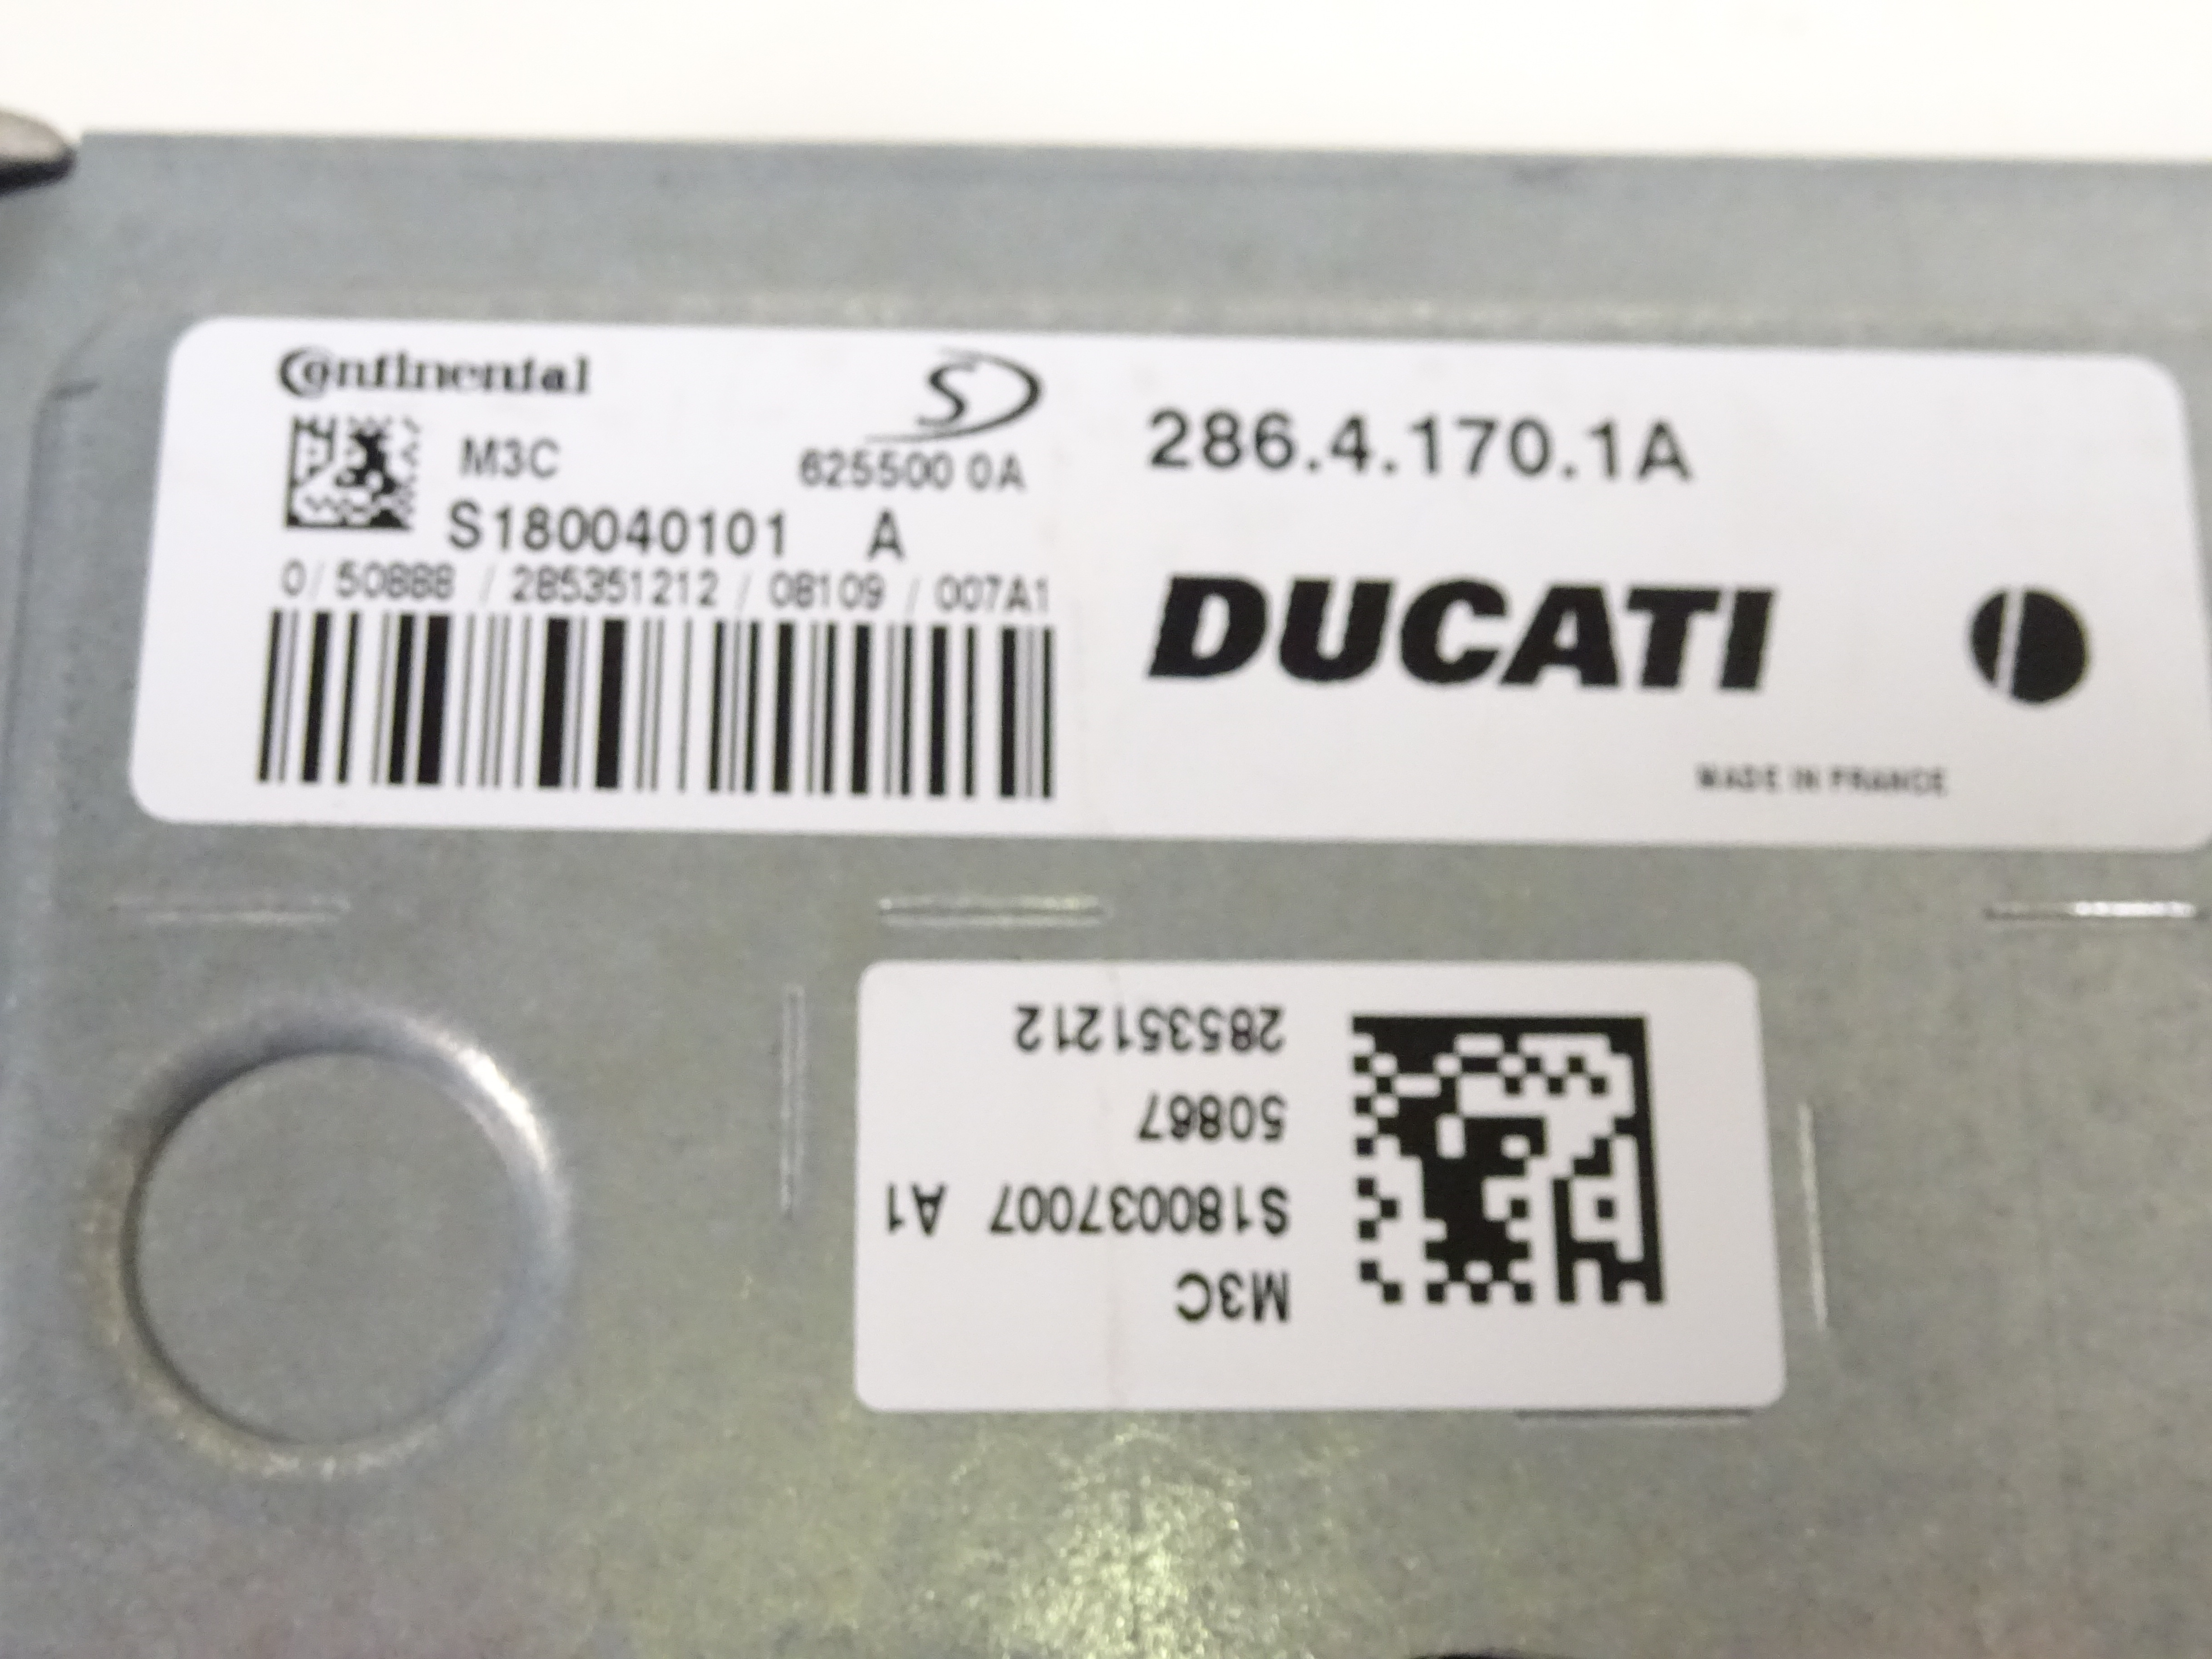 Continental
M3C 625500 0A
S180040101 A
0/50888 / 285351212 / 08109 / 007A1
286.4.170.1A
DUCATI
MADE IN FRANCE
M3C
S180037007 A1
50867
285351212